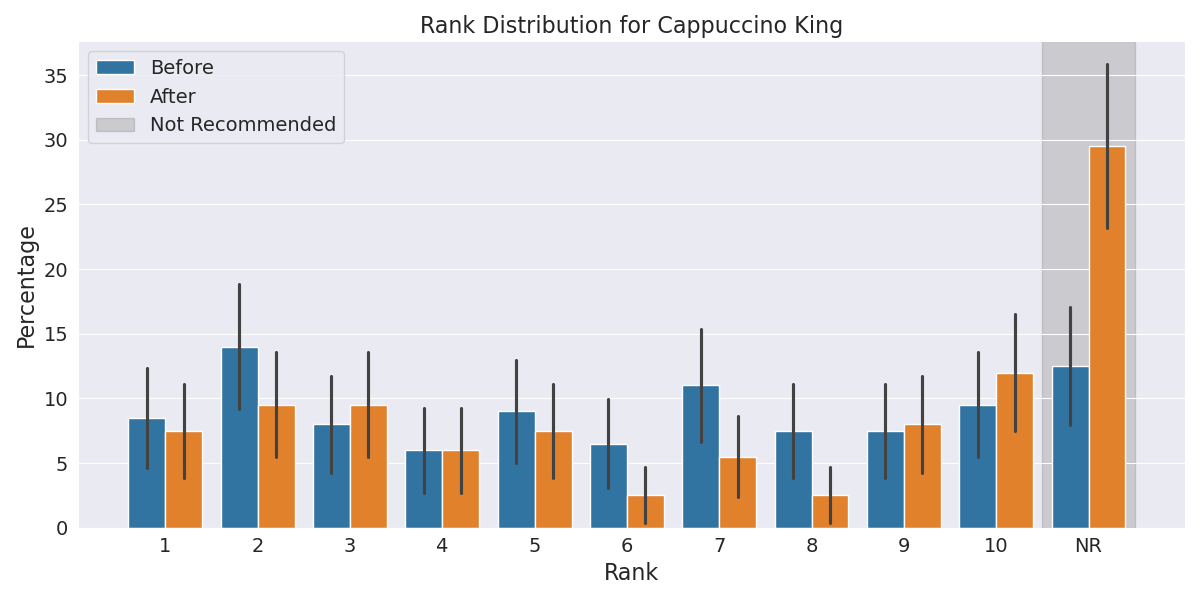 Rank Distribution for Cappuccino King
Before
After
Not Recommended
Percentage
35
30
25
20
15
10
5
0
1 2 3 4 5 6 7 8 9 10 NR
Rank